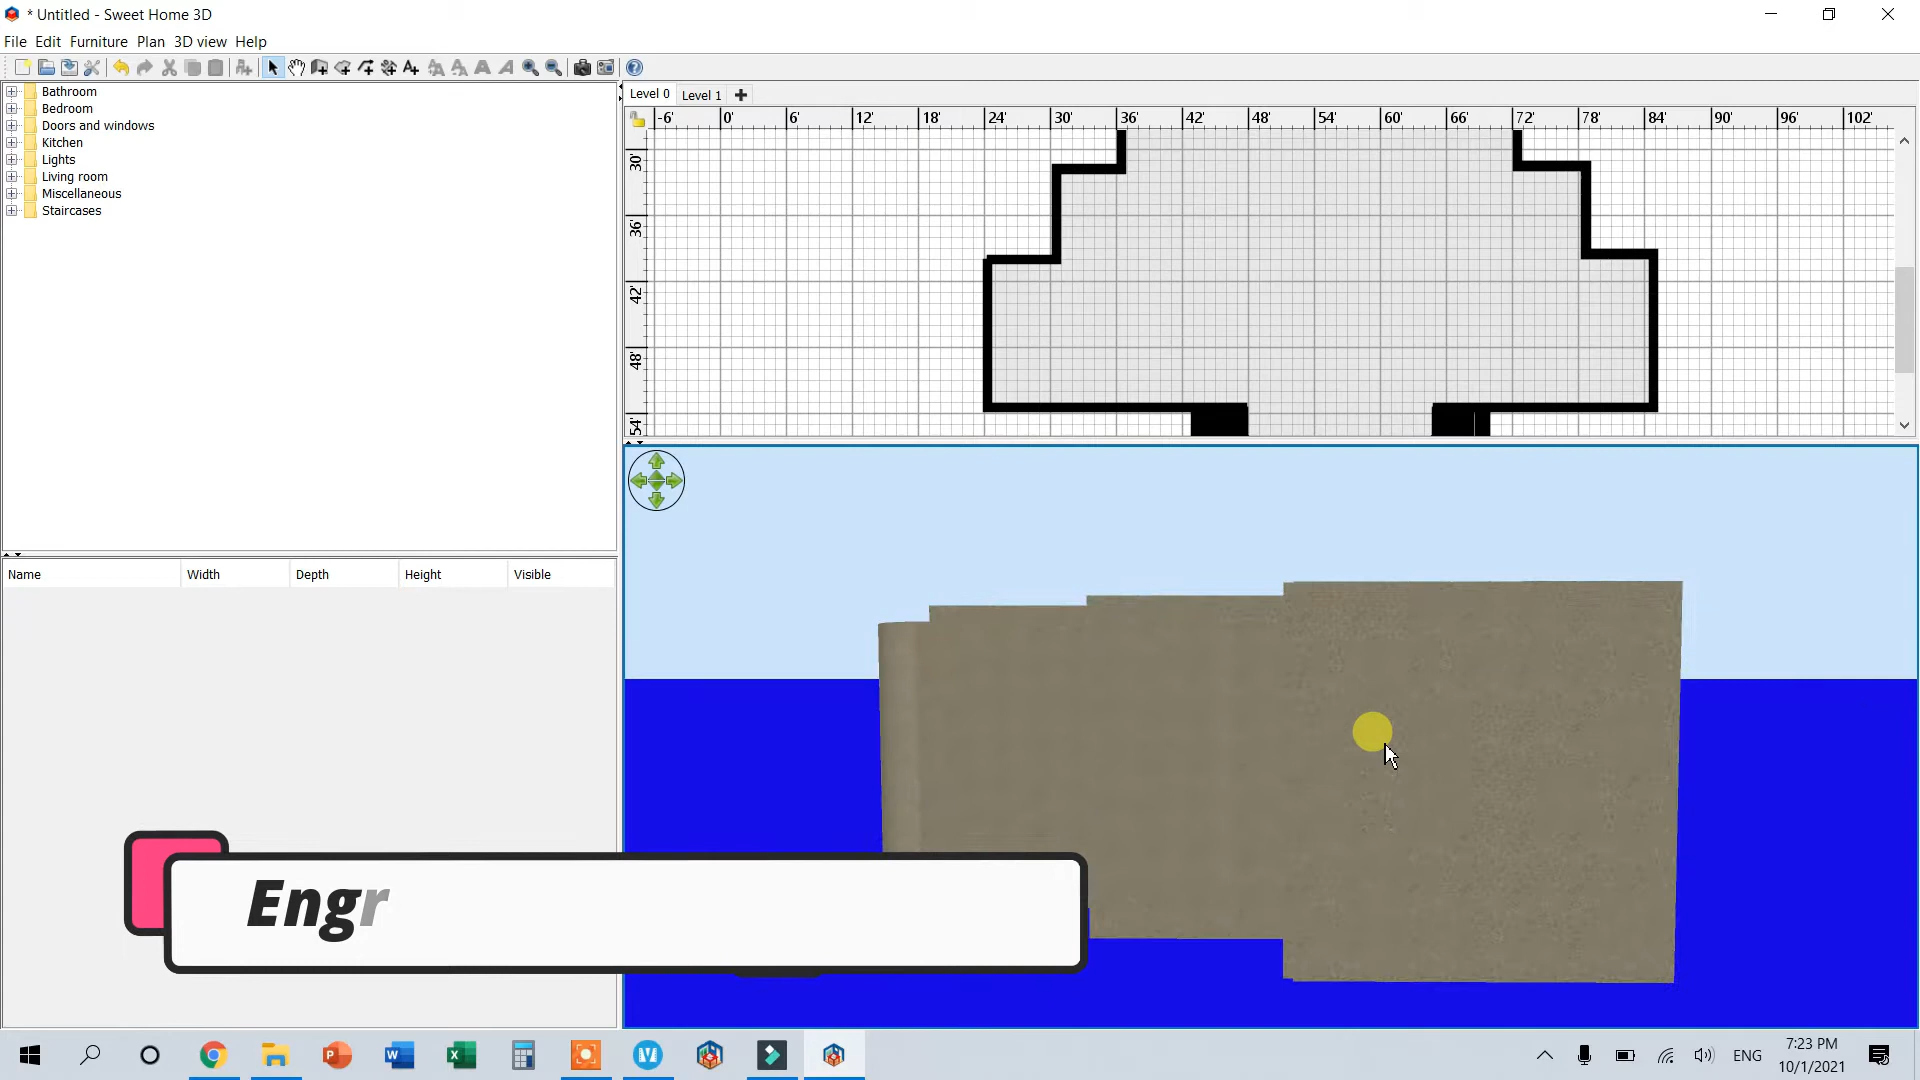 * Untitled - Sweet Home 3D
File Edit Furniture Plan 3D view Help
Bathroom
Bedroom
Doors and windows
Kitchen
Lights
Living room
Miscellaneous
Staircases
Name Width Depth Height Visible
Level 0 Level 1
-6' 0' 6' 12' 18' 24' 30' 36' 42' 48' 54' 60' 66' 72' 78' 84' 90' 96' 102'
30'
36'
42'
48'
54'
Engr
ENG
7:23 PM
10/1/2021